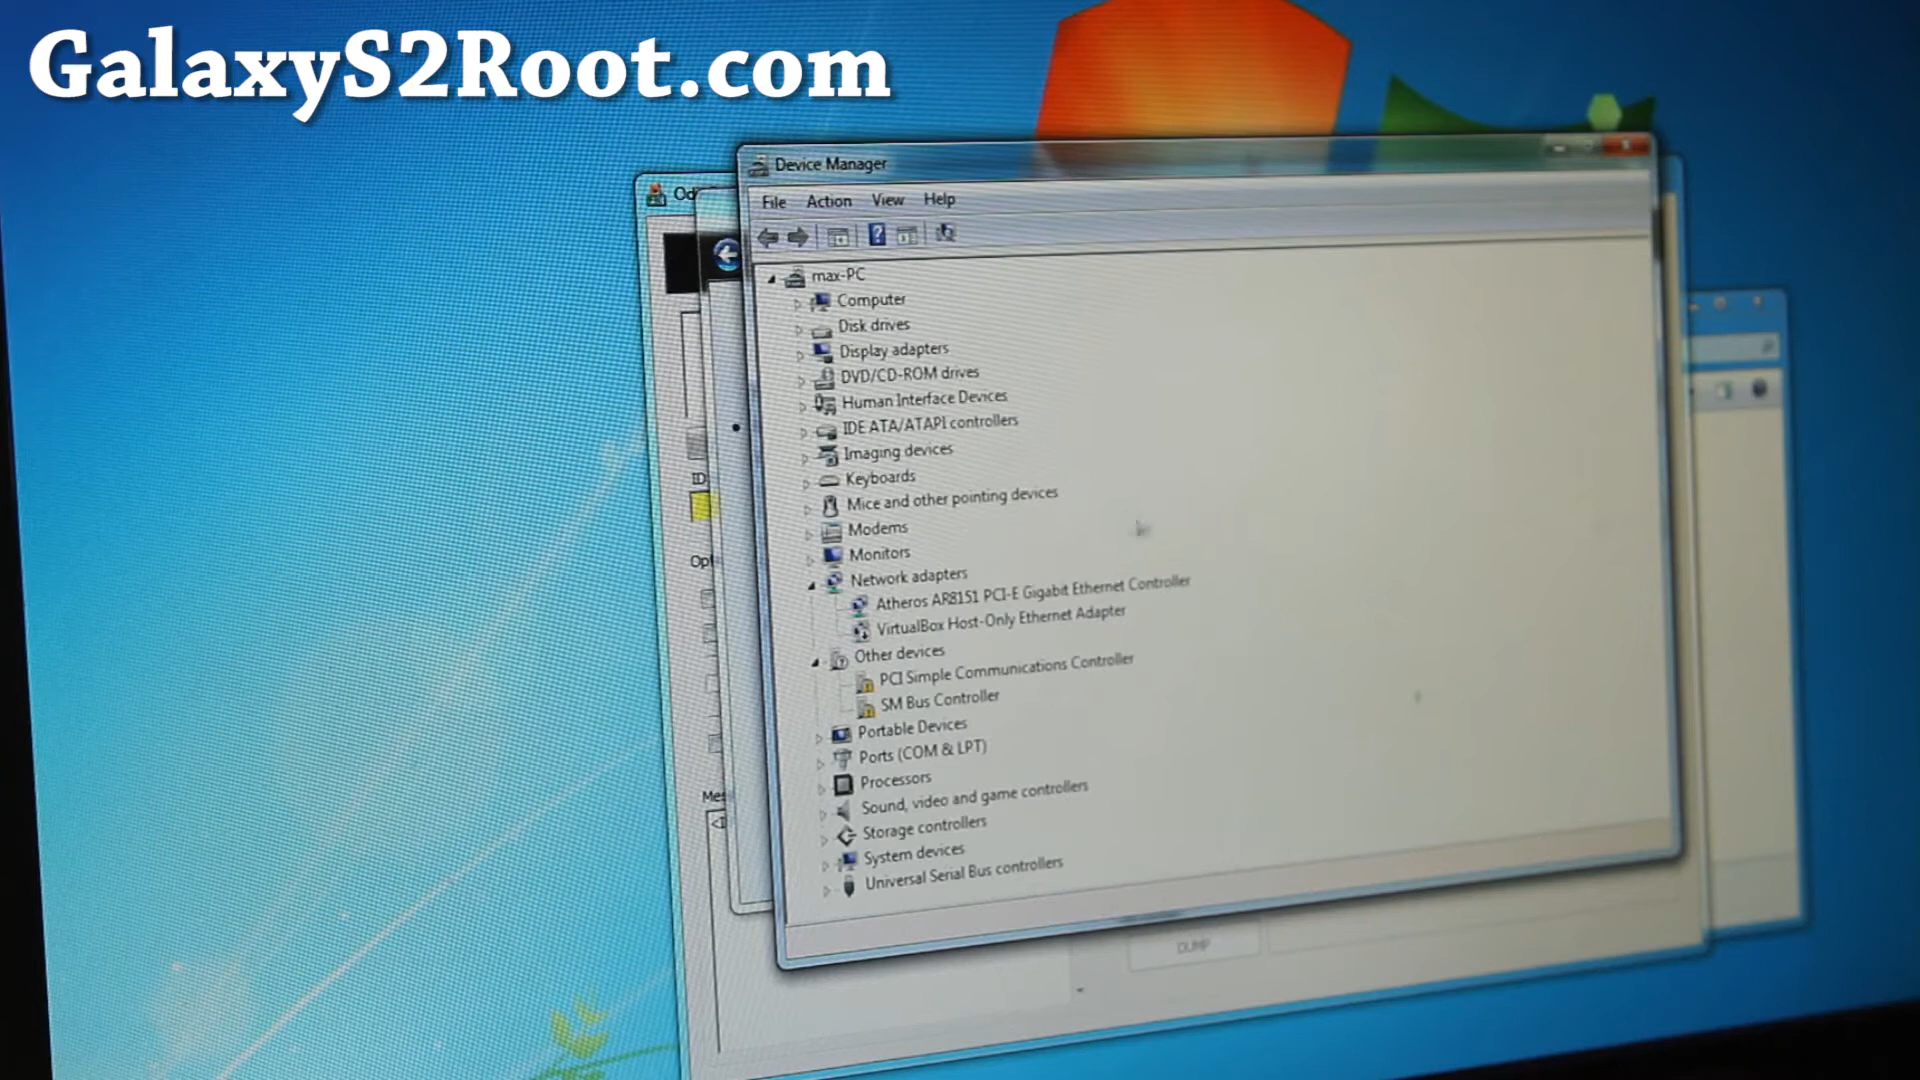 GalaxyS2Root.com
Device Manager
File Action View Help
max-PC
Computer
Disk drives
Display adapters
DVD/CD-ROM drives
Human Interface Devices
IDE ATA/ATAPI controllers
Imaging devices
Keyboards
Mice and other pointing devices
Modems
Monitors
Network adapters
Atheros AR8151 PCI-E Gigabit Ethernet Controller
VirtualBox Host-Only Ethernet Adapter
Other devices
PCI Simple Communications Controller
SM Bus Controller
Portable Devices
Ports (COM & LPT)
Processors
Sound, video and game controllers
Storage controllers
System devices
Universal Serial Bus controllers
DUMP